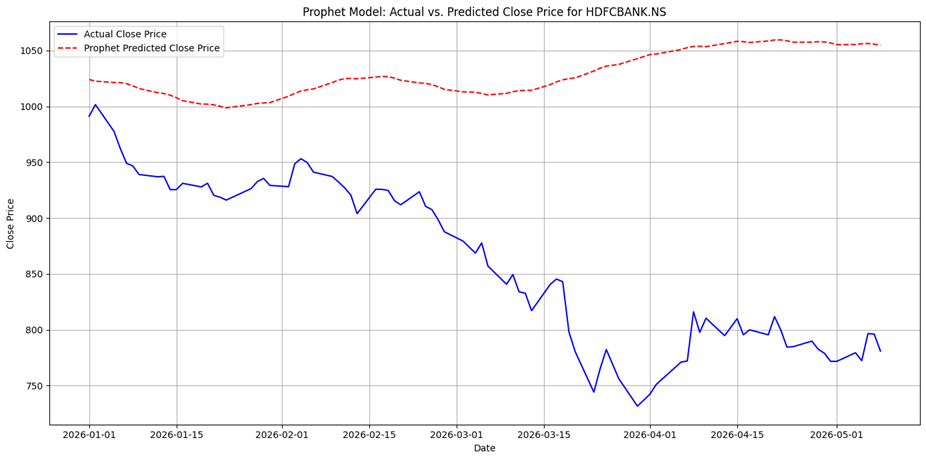 Prophet Model: Actual vs. Predicted Close Price for HDFCBANK.NS
Actual Close Price
Prophet Predicted Close Price
1050
1000
950
900
850
800
750
Close Price
2026-01-01 2026-01-15 2026-02-01 2026-02-15 2026-03-01 2026-03-15 2026-04-01 2026-04-15 2026-05-01
Date